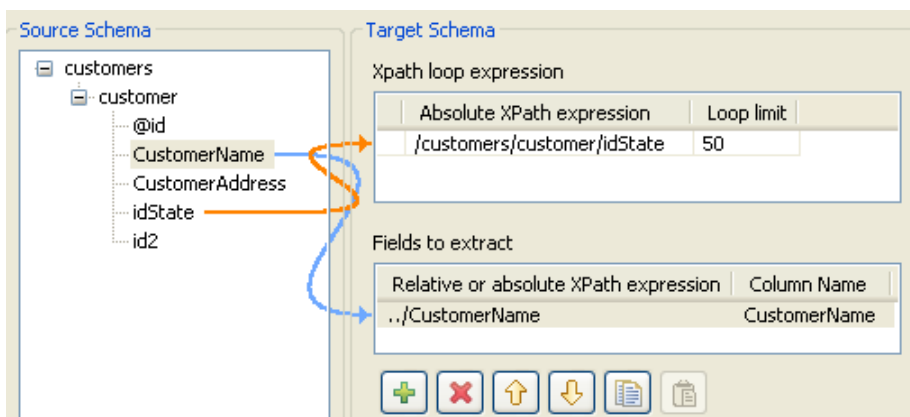 Source Schema
customers
customer
@id
CustomerName
CustomerAddress
idState
id2
Target Schema
Xpath loop expression
Absolute XPath expression Loop limit
/customers/customer/idState 50
Fields to extract
Relative or absolute XPath expression Column Name
../CustomerName CustomerName